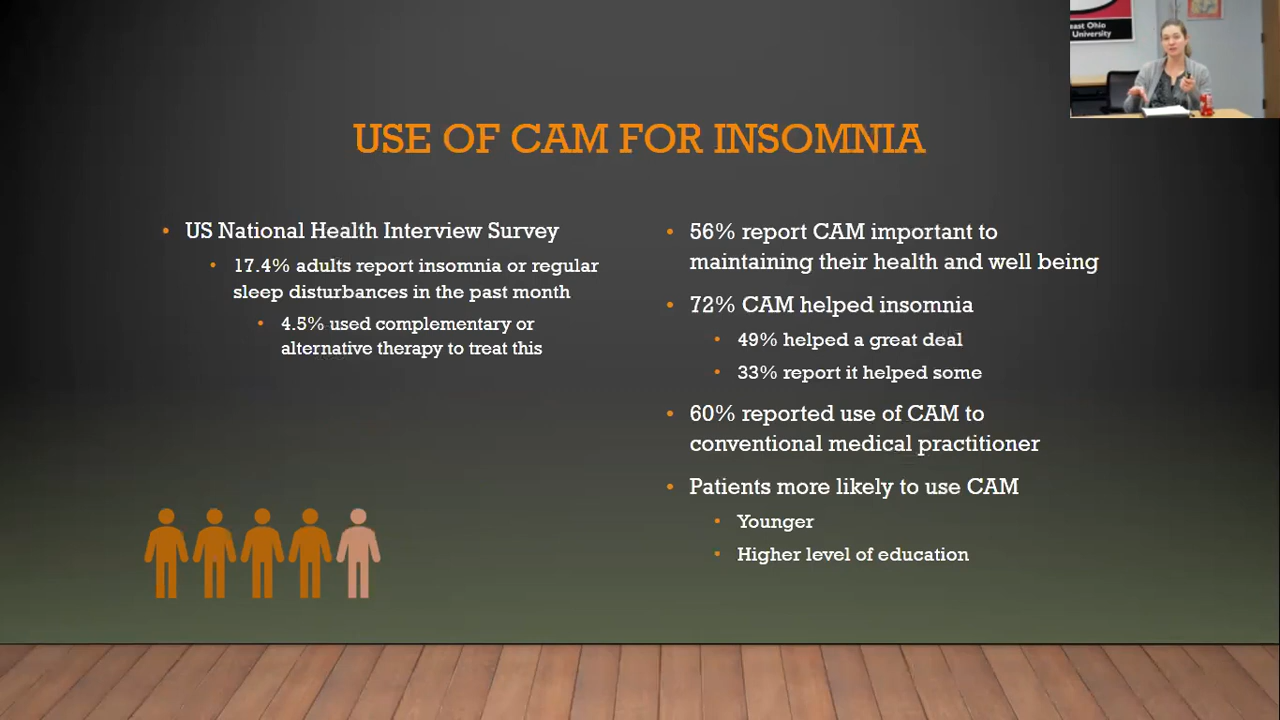 east Ohio
University
USE OF CAM FOR INSOMNIA
• US National Health Interview Survey
• 17.4% adults report insomnia or regular
sleep disturbances in the past month
• 4.5% used complementary or
alternative therapy to treat this
• 56% report CAM important to
maintaining their health and well being
• 72% CAM helped insomnia
• 49% helped a great deal
• 33% report it helped some
• 60% reported use of CAM to
conventional medical practitioner
• Patients more likely to use CAM
• Younger
• Higher level of education